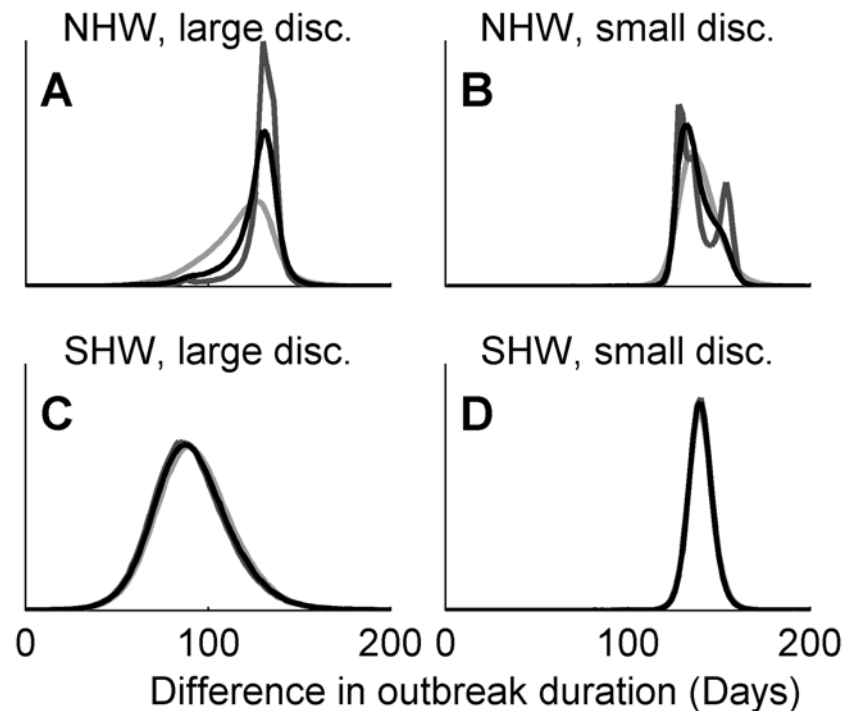 NHW, large disc.
NHW, small disc.
A
B
SHW, large disc.
SHW, small disc.
C
D
0 100 200 0 100 200
Difference in outbreak duration (Days)